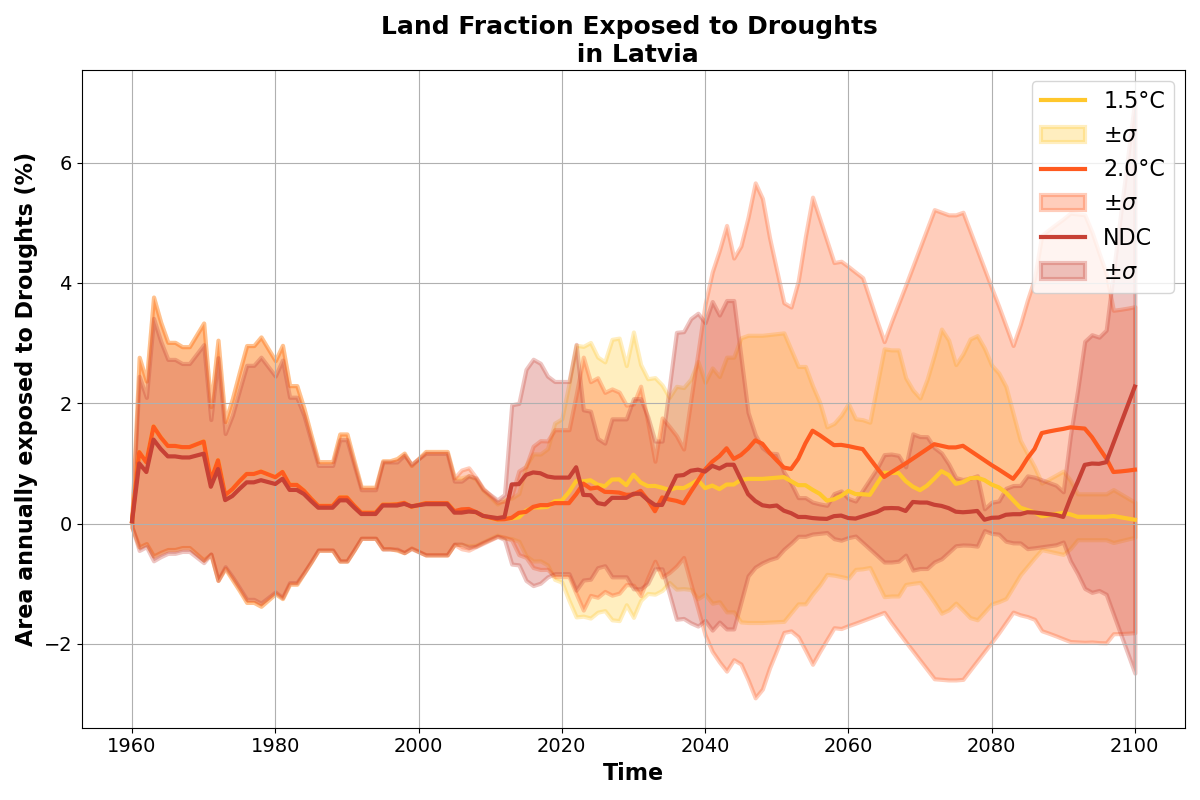 Land Fraction Exposed to Droughts
in Latvia
Area annually exposed to Droughts (%)
6
4
2
0
−2
1960
1980
2000
2020
2040
2060
2080
2100
Time
1.5°C
±σ
2.0°C
±σ
NDC
±σ